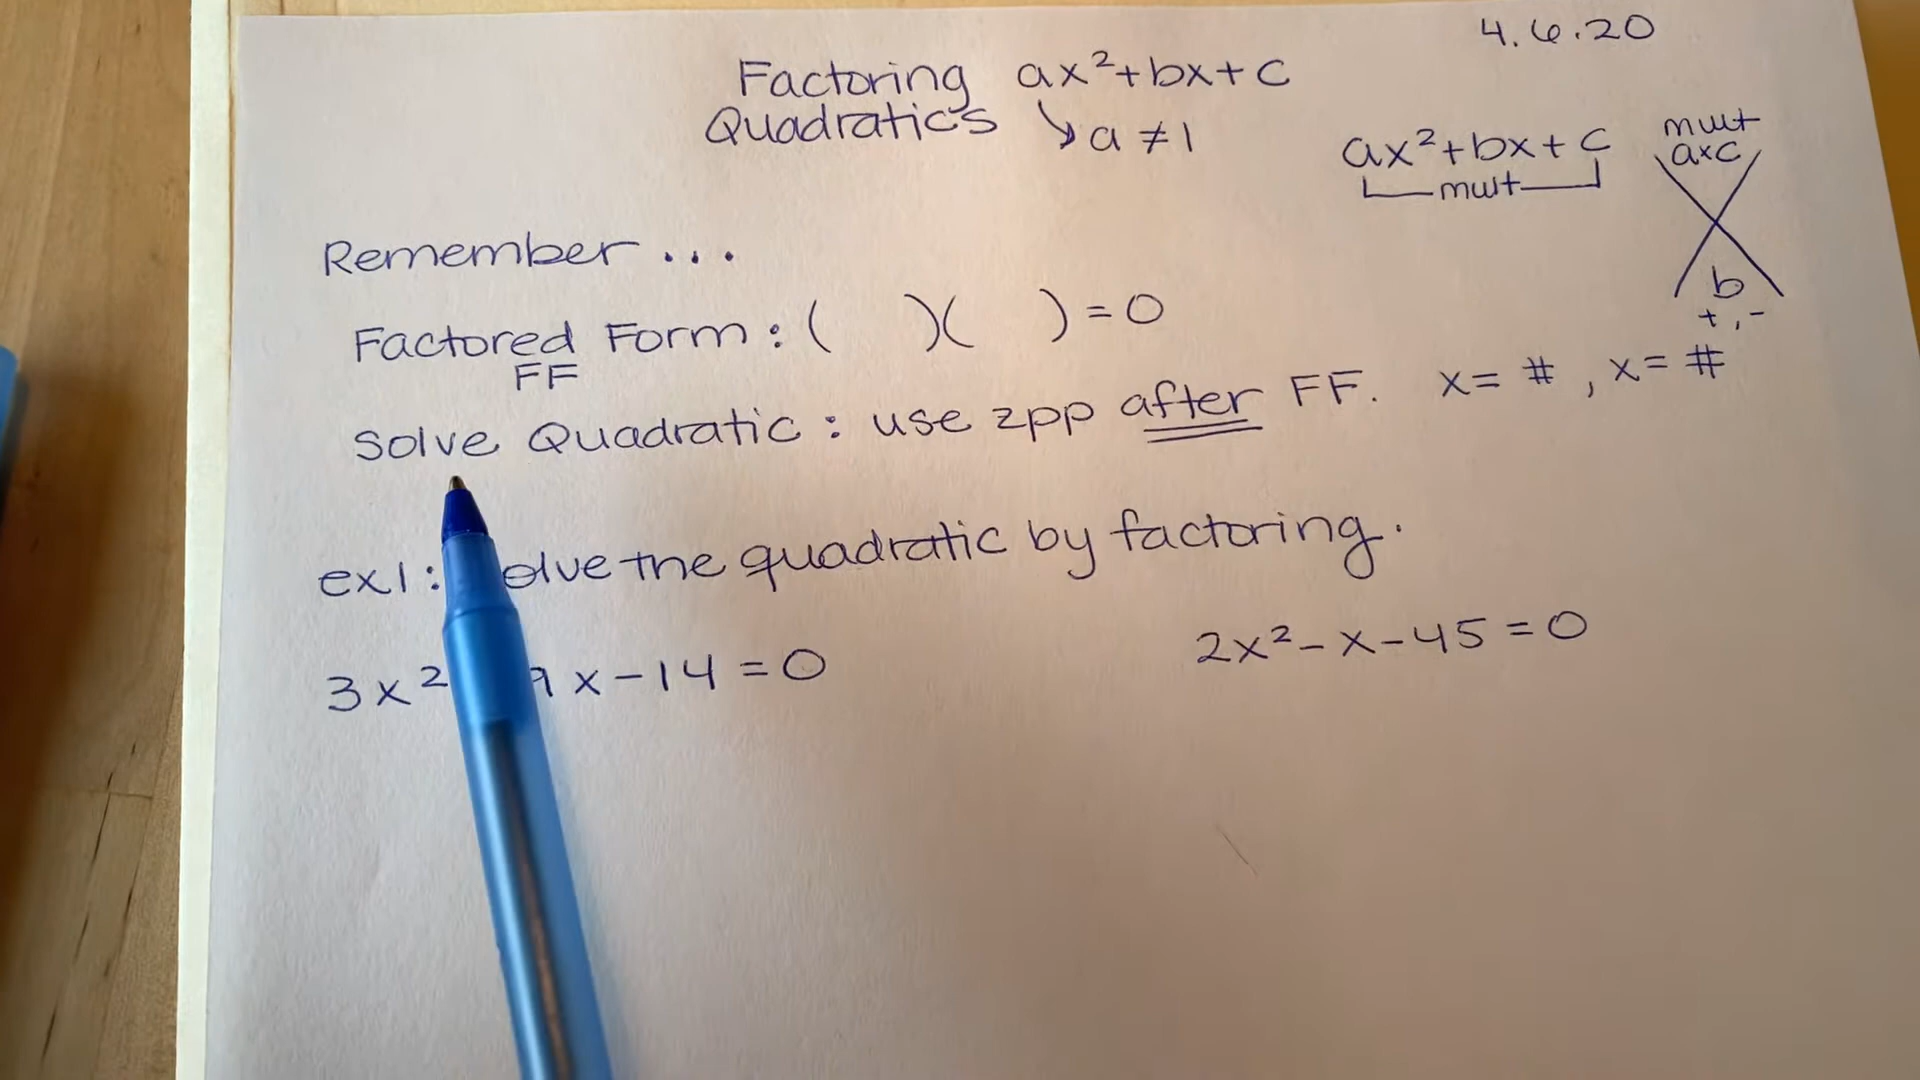 4.6.20
Factoring ax²+bx+c
Quadratics ↘ a ≠ 1
ax²+bx+c
mult
mult
axc
b
+, -
Remember ...
Factored Form: ( )( ) = 0
FF
Solve Quadratic: use zpp after FF. x= #, x= #
ex1: olve the quadratic by factoring.
3x² x-14=0
2x²-x-45=0